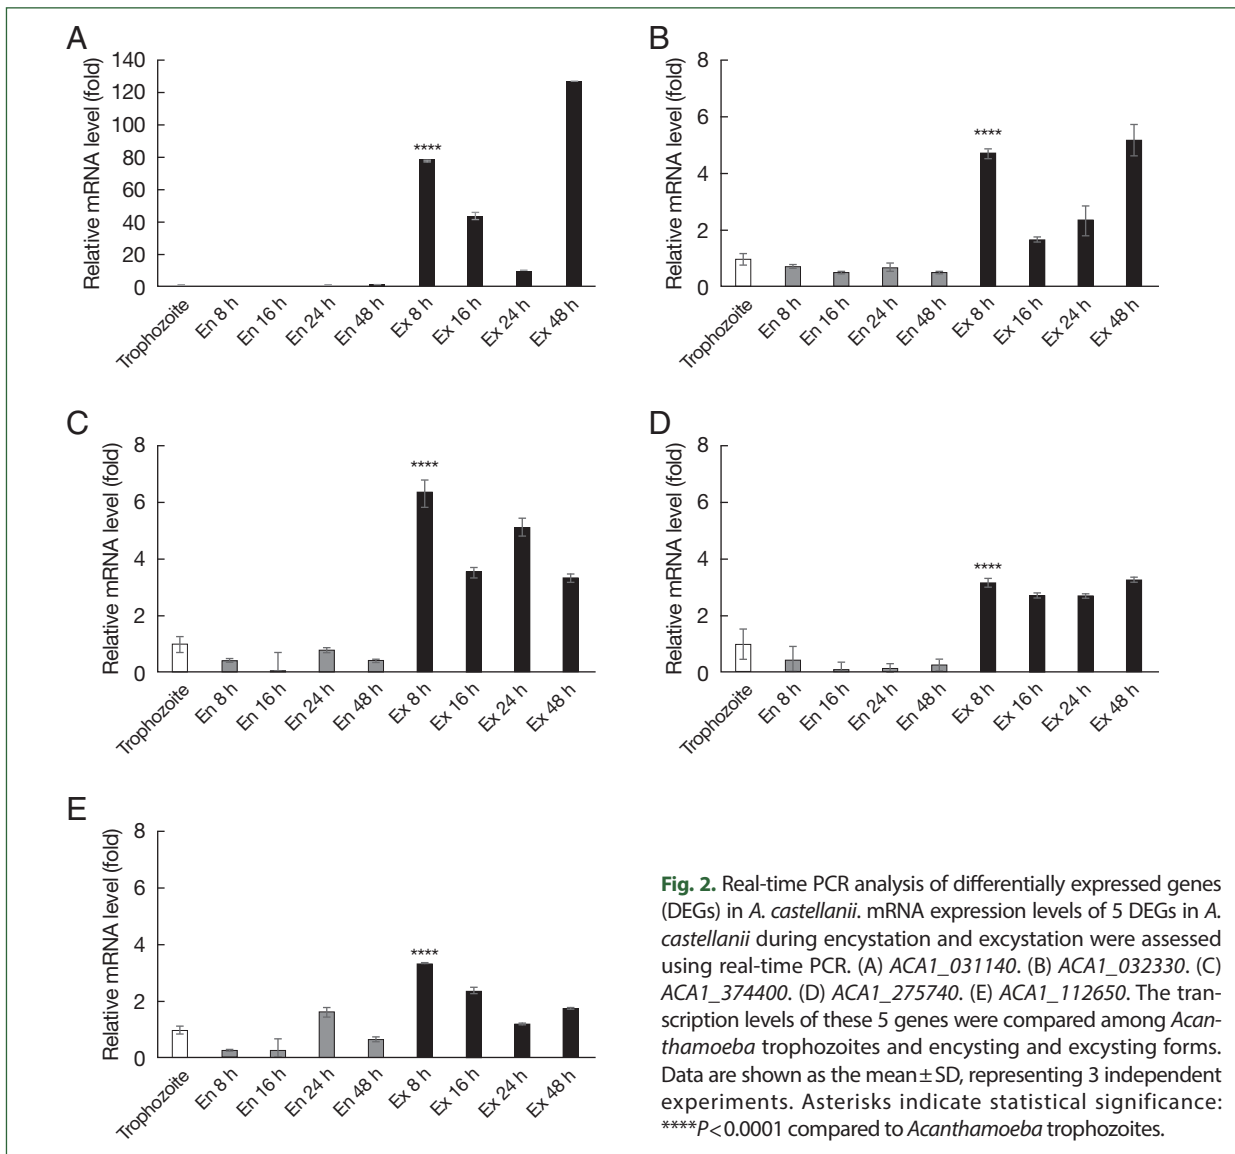 A
Relative mRNA level (fold)
140
120
100
80
60
40
20
0
****
Trophozoite
En 8 h
En 16 h
En 24 h
En 48 h
Ex 8 h
Ex 16 h
Ex 24 h
Ex 48 h
B
Relative mRNA level (fold)
8
6
4
2
0
****
Trophozoite
En 8 h
En 16 h
En 24 h
En 48 h
Ex 8 h
Ex 16 h
Ex 24 h
Ex 48 h
C
Relative mRNA level (fold)
8
6
4
2
0
****
Trophozoite
En 8 h
En 16 h
En 24 h
En 48 h
Ex 8 h
Ex 16 h
Ex 24 h
Ex 48 h
D
Relative mRNA level (fold)
8
6
4
2
0
****
Trophozoite
En 8 h
En 16 h
En 24 h
En 48 h
Ex 8 h
Ex 16 h
Ex 24 h
Ex 48 h
E
Relative mRNA level (fold)
8
6
4
2
0
****
Trophozoite
En 8 h
En 16 h
En 24 h
En 48 h
Ex 8 h
Ex 16 h
Ex 24 h
Ex 48 h
Fig. 2. Real-time PCR analysis of differentially expressed genes
(DEGs) in A. castellanii. mRNA expression levels of 5 DEGs in A.
castellanii during encystation and excystation were assessed
using real-time PCR. (A) ACA1_031140. (B) ACA1_032330. (C)
ACA1_374400. (D) ACA1_275740. (E) ACA1_112650. The tran-
scription levels of these 5 genes were compared among Acan-
thamoeba trophozoites and encysting and excysting forms.
Data are shown as the mean±SD, representing 3 independent
experiments. Asterisks indicate statistical significance:
****P<0.0001 compared to Acanthamoeba trophozoites.